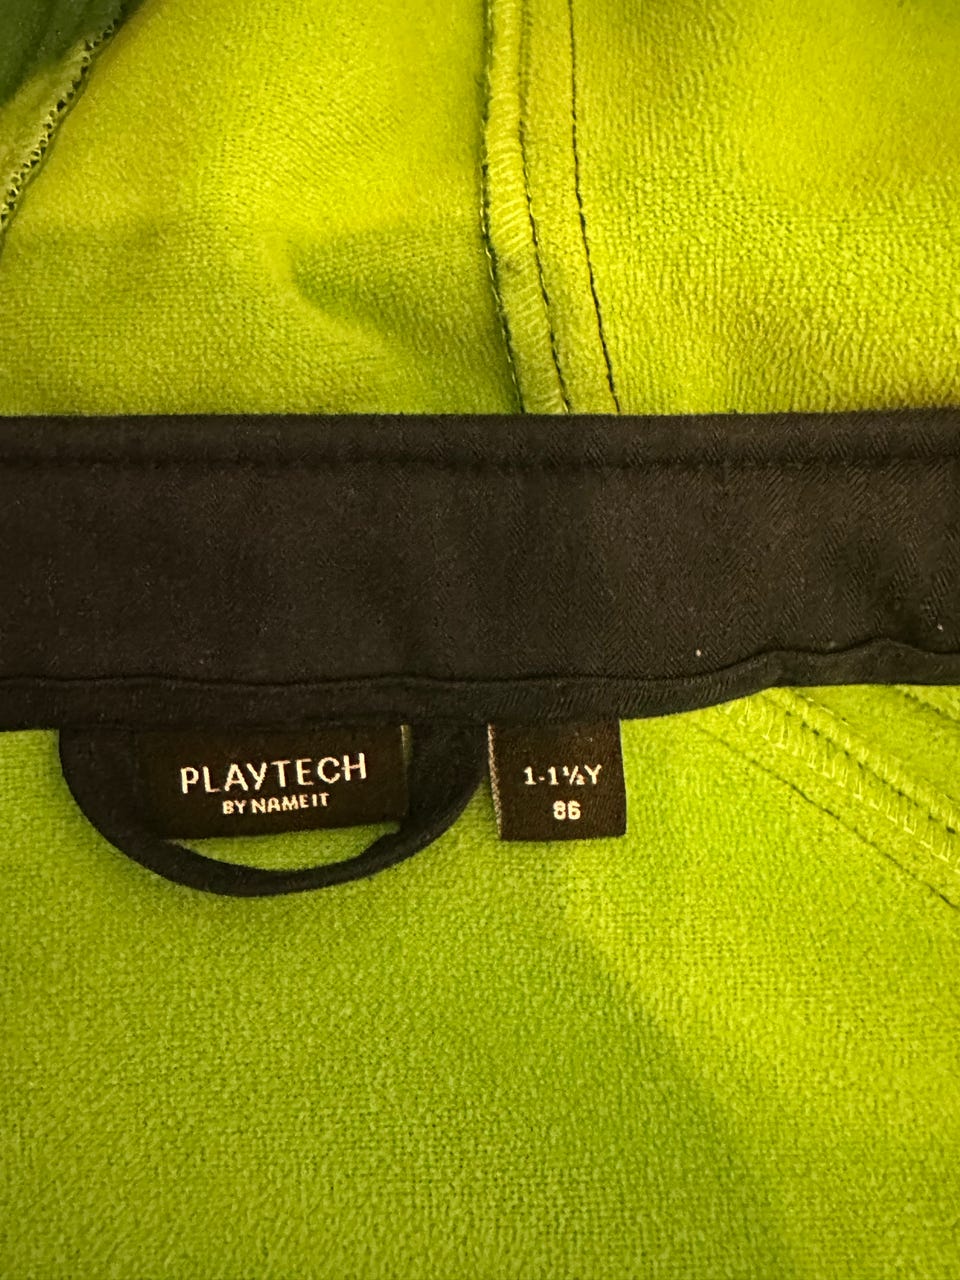 PLAYTECH
BY NAME IT
1-1½Y
86